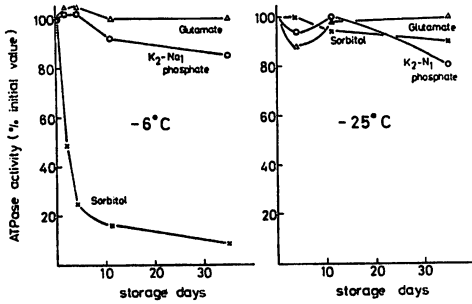 ATPase activity (% initial value)
100
80
60
40
20
Glutamate
K2-Na1
phosphate
-6°C
Sorbitol
0
10
20
30
storage days
100
80
60
40
20
Glutamate
Sorbitol
K2-N1
phosphate
-25°C
0
10
20
30
storage days